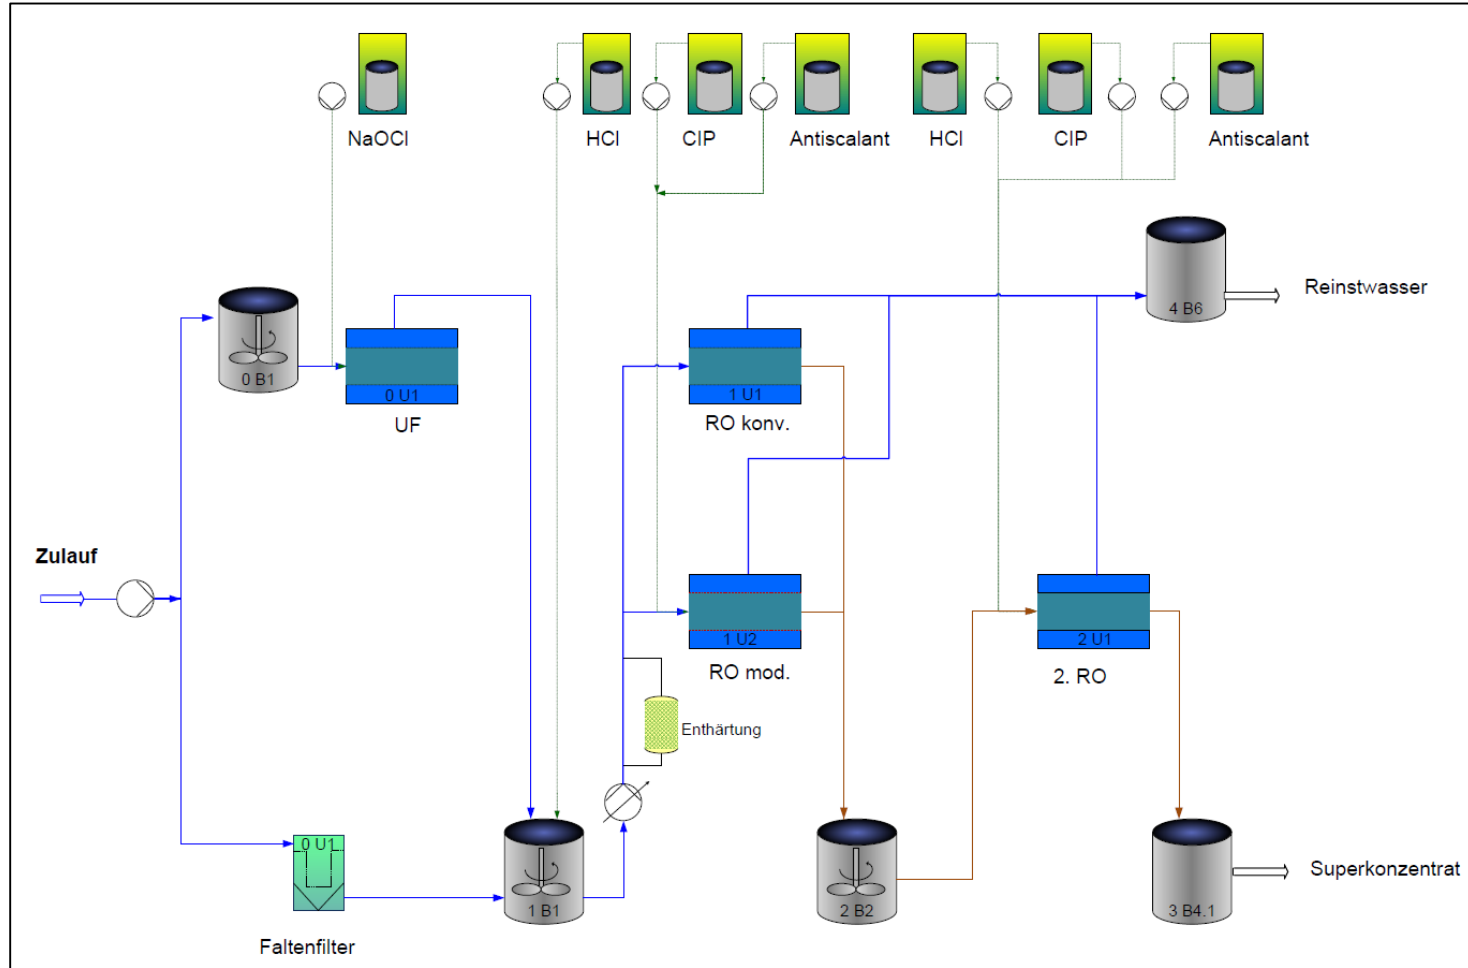 NaOCl
HCl
CIP
Antiscalant
HCl
CIP
Antiscalant
4 B6
Reinstwasser
0 B1
0 U1
UF
1 U1
RO konv.
Zulauf
1 U2
RO mod.
2 U1
2. RO
Enthärtung
0 U1
Faltenfilter
1 B1
2 B2
3 B4.1
Superkonzentrat